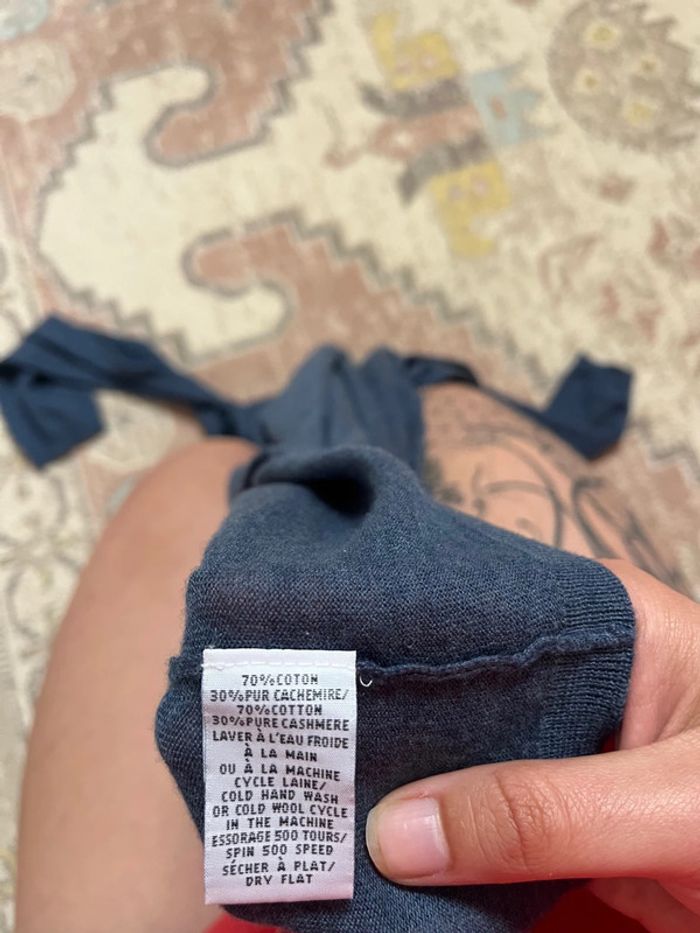 70%COTON
30%PUR CACHEMIRE/
70%COTTON
30%PURE CASHMERE
LAVER À L'EAU FROIDE
À LA MAIN
OU À LA MACHINE
CYCLE LAINE/
COLD HAND WASH
OR COLD WOOL CYCLE
IN THE MACHINE
ESSORAGE 500 TOURS/
SPIN 500 SPEED
SÉCHER À PLAT/
DRY FLAT